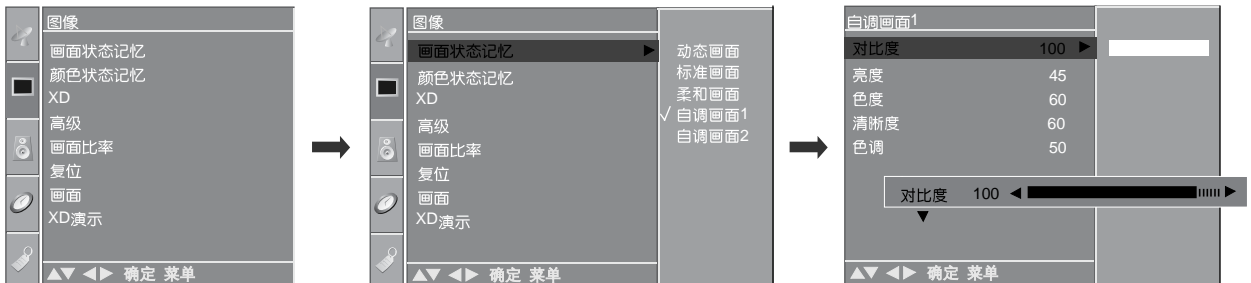 图像
画面状态记忆
颜色状态记忆
XD
高级
画面比率
复位
画面
XD演示
▲▼ ◀▶ 确定 菜单
图像
画面状态记忆 ▶
颜色状态记忆
XD
高级
画面比率
复位
画面
XD演示
动态画面
标准画面
柔和画面
√ 自调画面1
自调画面2
▲▼ ◀▶ 确定 菜单
自调画面1
对比度 100 ▶
亮度 45
色度 60
清晰度 60
色调 50
对比度 100 ◀ ▶
▼
▲▼ ◀▶ 确定 菜单